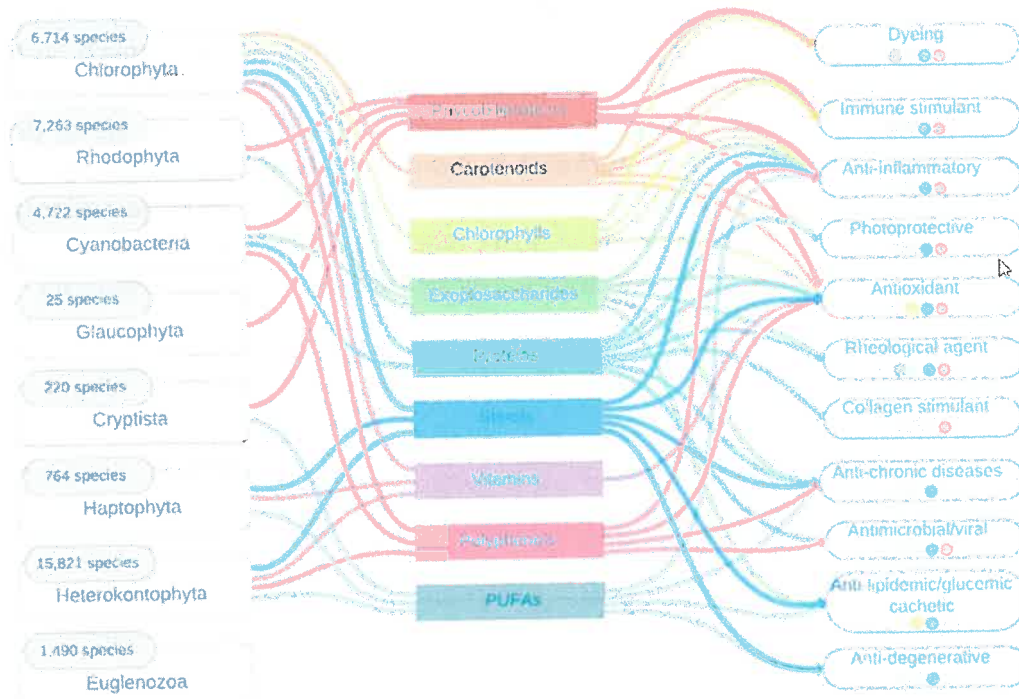 6,714 species
Chlorophyta
7,263 species
Rhodophyta
4,722 species
Cyanobacteria
25 species
Glaucophyta
220 species
Cryptista
764 species
Haptophyta
15,821 species
Heterokontophyta
1,490 species
Euglenozoa
Carotenoids
Chlorophylls
Exoplosaccharides
Vitamins
PUFAs
Dyeing
Immune stimulant
Anti-inflammatory
Photoprotective
Antioxidant
Rheological agent
Collagen stimulant
Anti-chronic diseases
Antimicrobial/viral
Anti lipidemic/glucemic
cachetic
Anti-degenerative